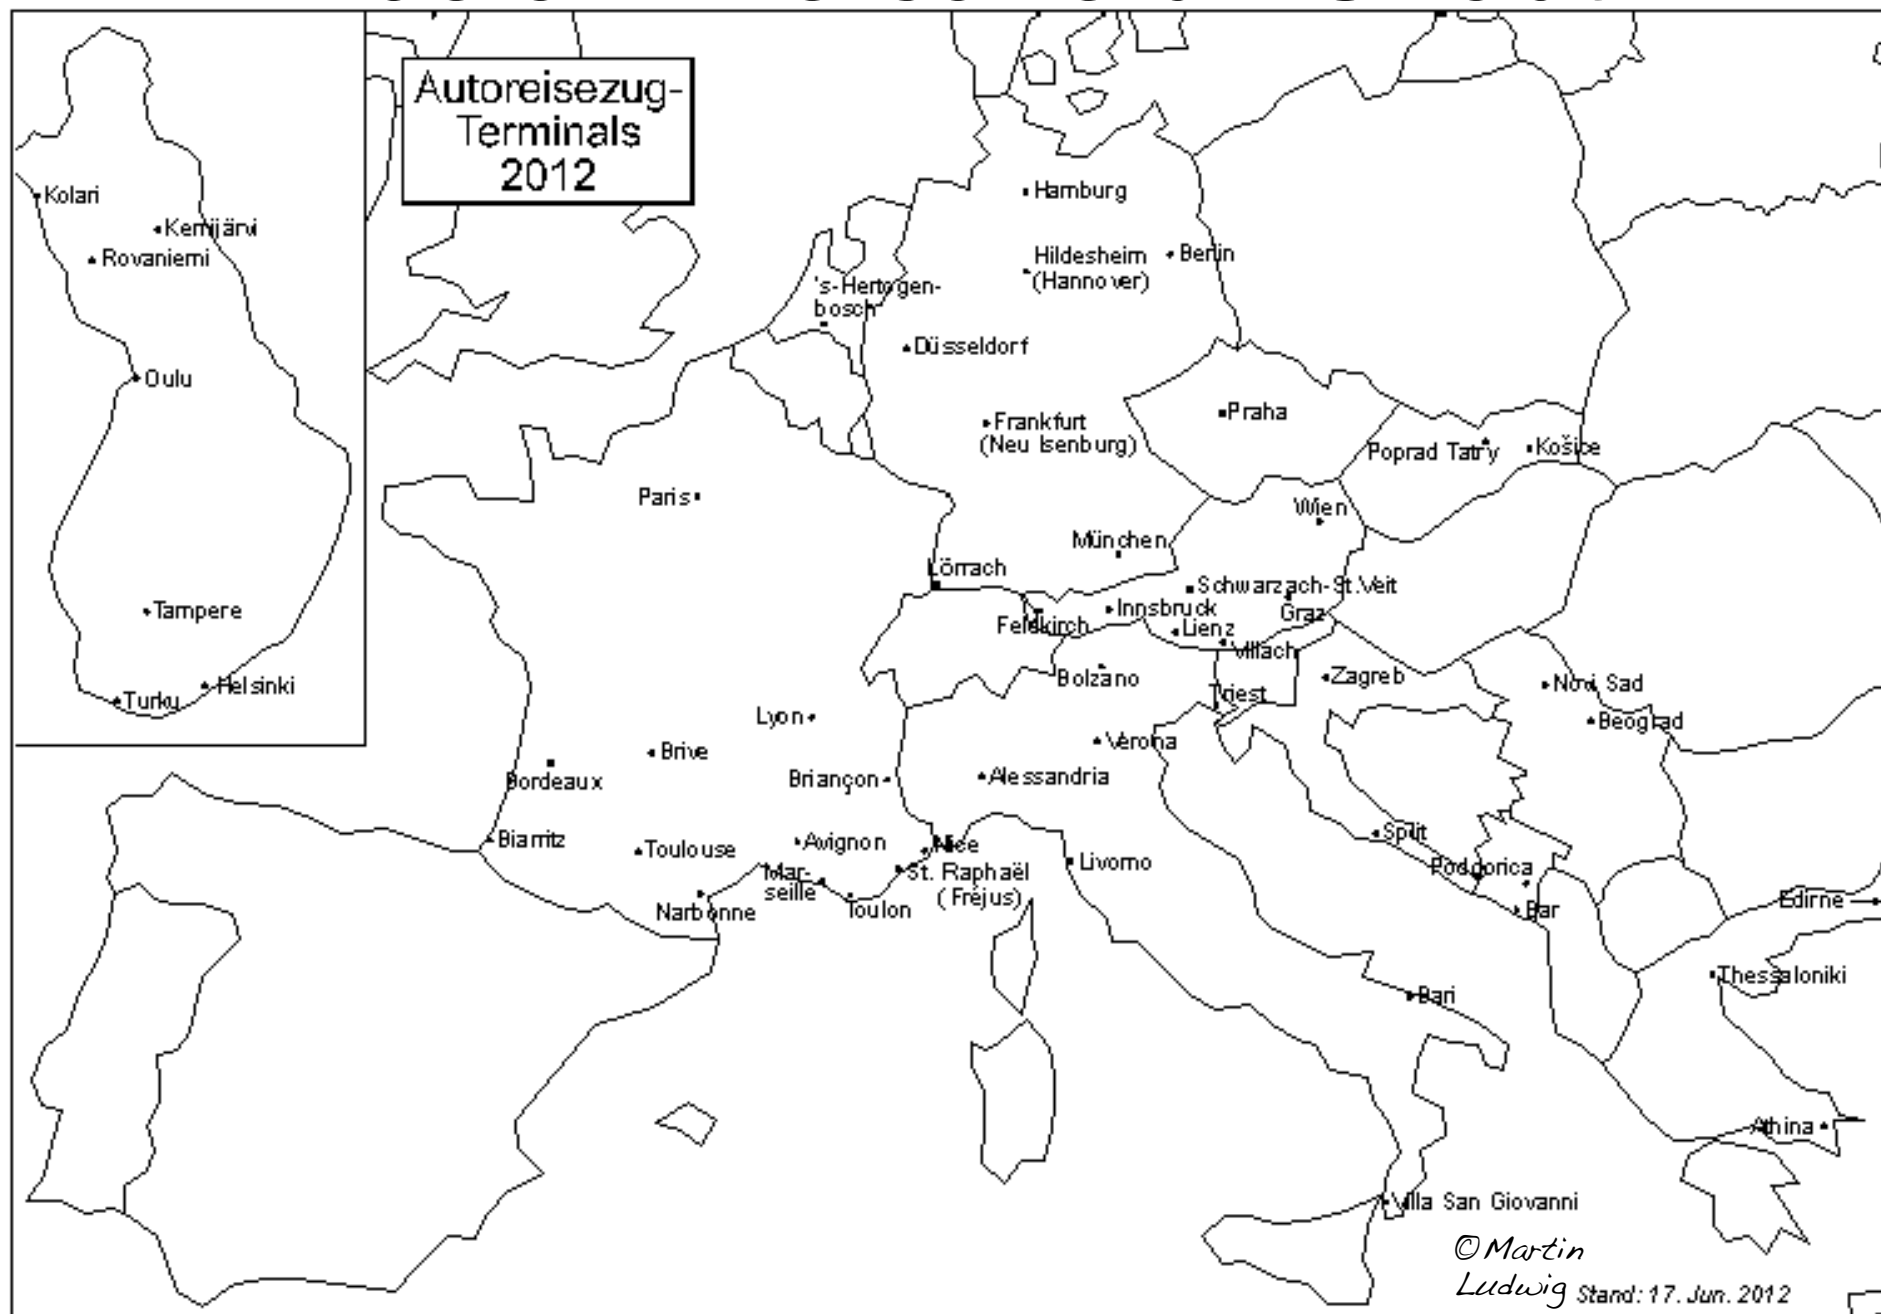 Autoreisezug-
Terminals
2012
Kolari
Kemijärvi
Rovaniemi
Oulu
Tampere
Turku
Helsinki
Hamburg
Hildesheim
(Hannover)
Berlin
's-Hertogen-
bosch
Düsseldorf
Frankfurt
(Neu Isenburg)
Praha
Poprad Tatry
Košice
Paris
Wien
München
Lörrach
Schwarzach-St.Veit
Innsbruck
Graz
Feldkirch
Lienz
Villach
Bolzano
Zagreb
Novi Sad
Triest
Lyon
Beograd
Verona
Brive
Bordeaux
Briançon
Alessandria
Biarritz
Toulouse
Avignon
Nice
Split
Livorno
Podgorica
Mar-
seille
St. Raphaël
(Fréjus)
Narbonne
Toulon
Bar
Edirne
Thessaloniki
Bari
Athina
Villa San Giovanni
©Martin
Ludwig
Stand: 17. Jun. 2012